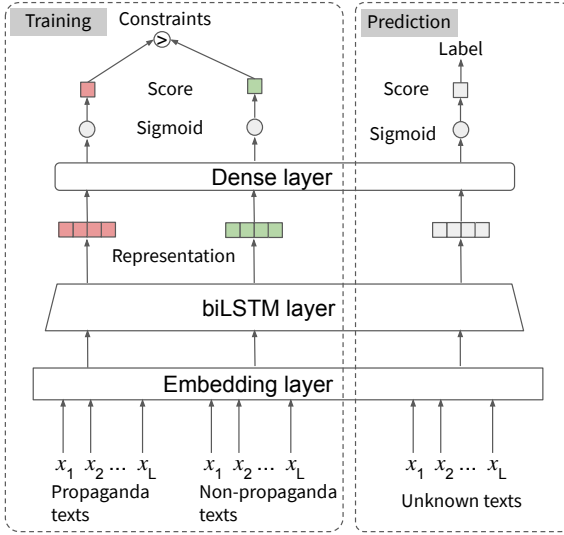 Training
Constraints
>
Prediction
Label
Score
Score
Sigmoid
Sigmoid
Dense layer
Representation
biLSTM layer
Embedding layer
x1 x2 ... xL
x1 x2 ... xL
x1 x2 ... xL
Propaganda
texts
Non-propaganda
texts
Unknown texts